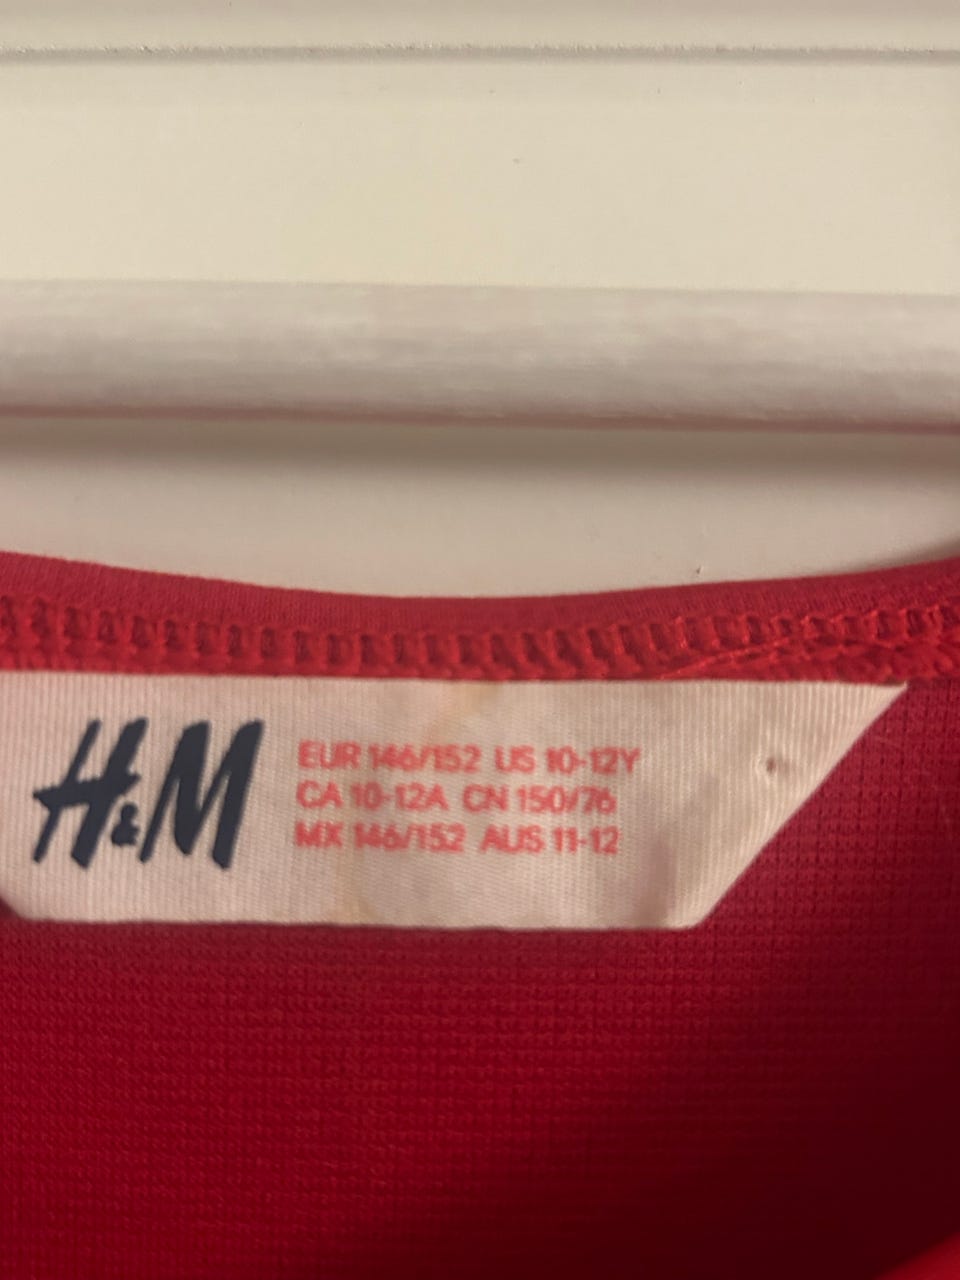 H&M
EUR 146/152 US 10-12Y
CA 10-12A CN 150/76
MX 146/152 AUS 11-12